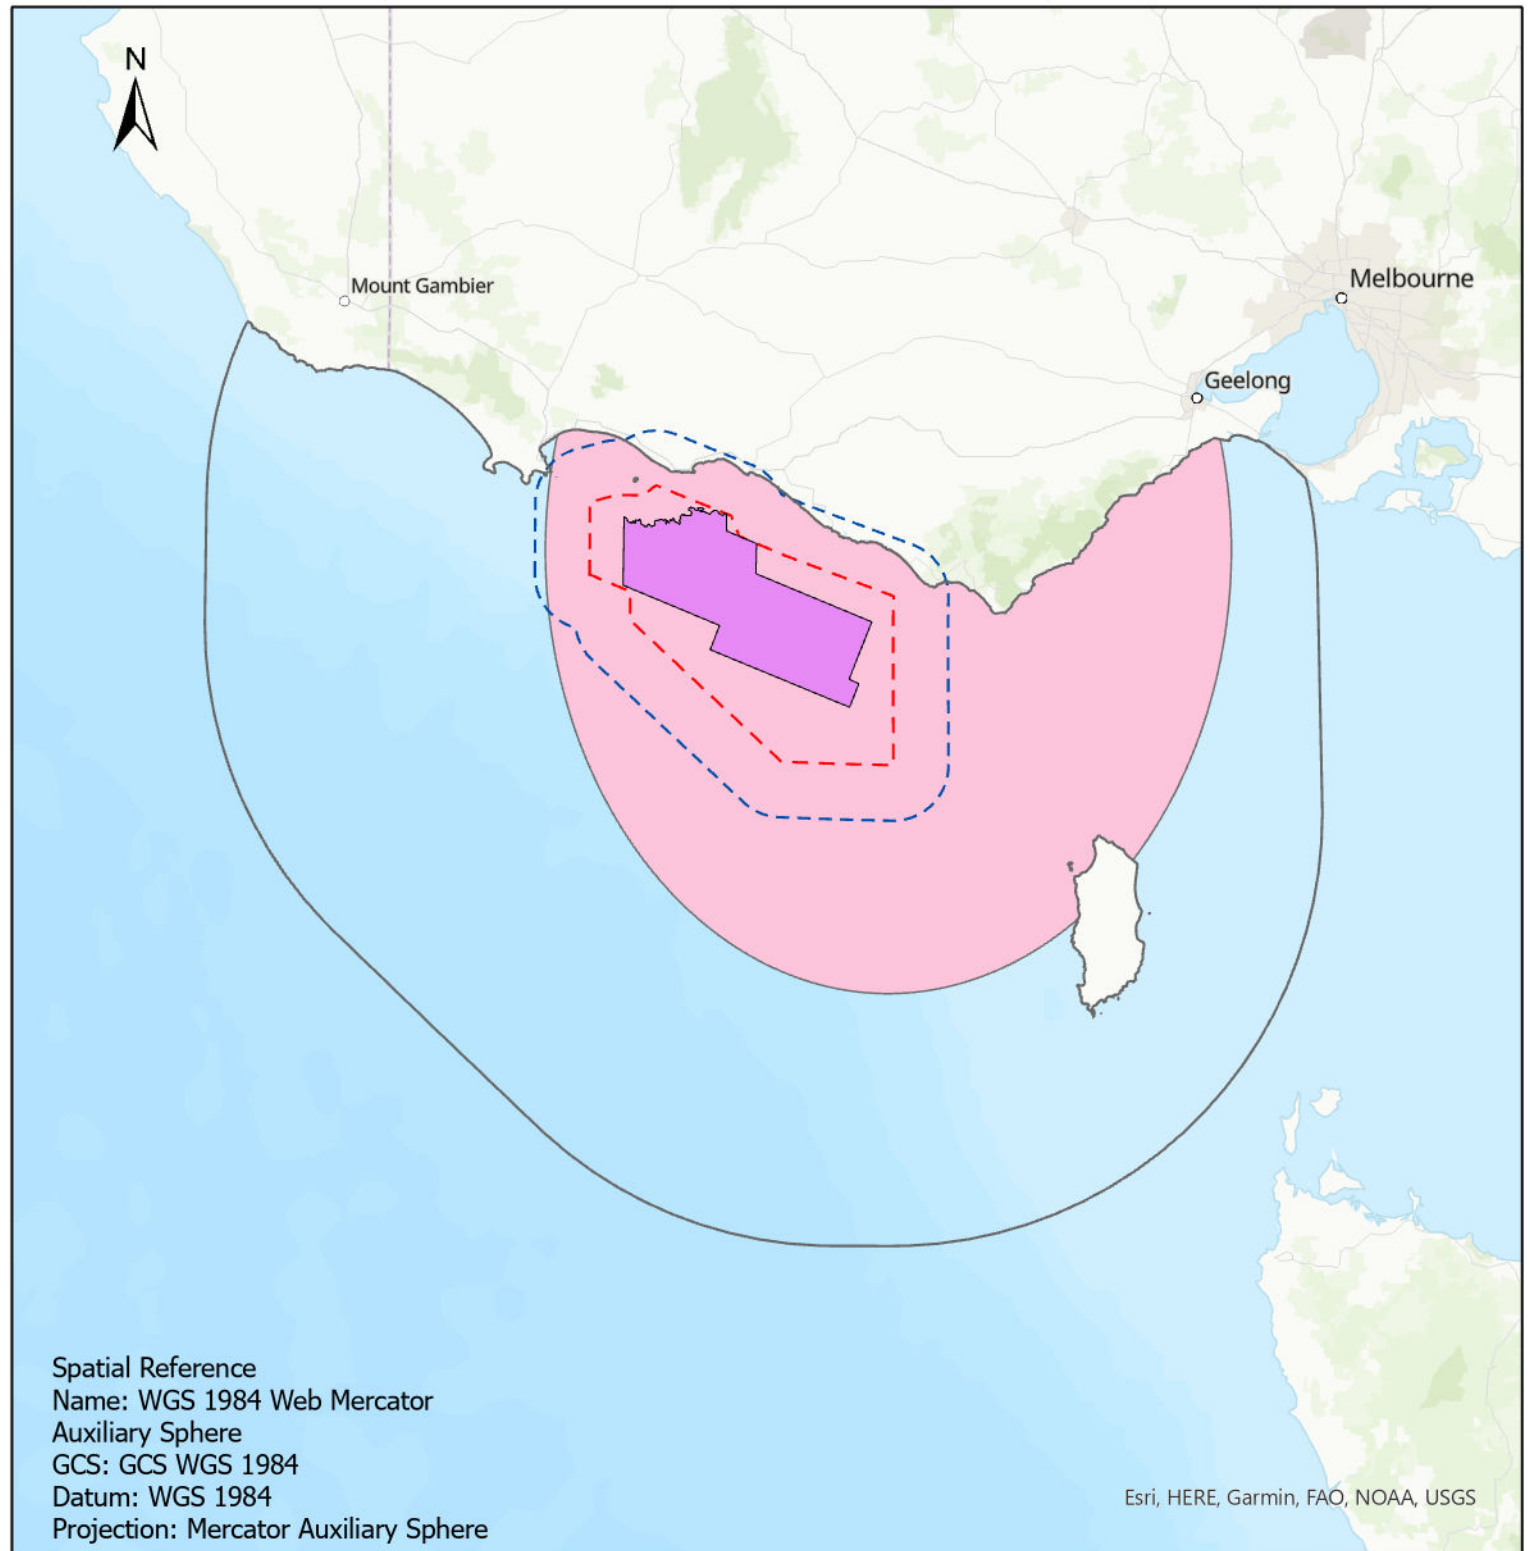 N
Mount Gambier
Melbourne
Geelong
Spatial Reference
Name: WGS 1984 Web Mercator
Auxiliary Sphere
GCS: GCS WGS 1984
Datum: WGS 1984
Projection: Mercator Auxiliary Sphere
Esri, HERE, Garmin, FAO, NOAA, USGS